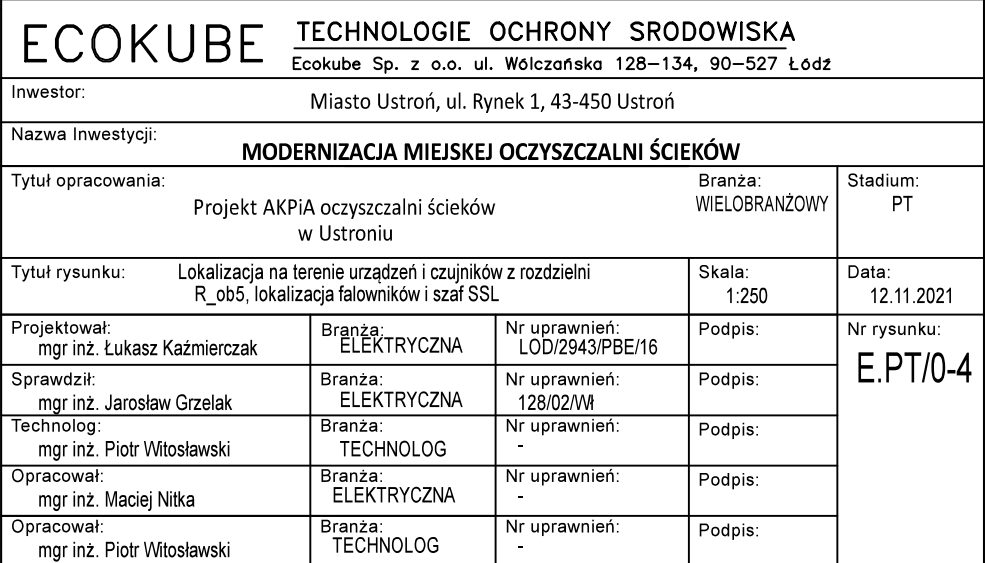 ECOKUBE
TECHNOLOGIE OCHRONY SRODOWISKA
Ecokube Sp. z o.o. ul. Wólczańska 128–134, 90–527 Łódź
Inwestor:
Miasto Ustroń, ul. Rynek 1, 43-450 Ustroń
Nazwa Inwestycji:
MODERNIZACJA MIEJSKEJ OCZYSZCZALNI ŚCIEKÓW
Tytuł opracowania:
Projekt AKPiA oczyszczalni ścieków
w Ustroniu
Branża:
WIELOBRANŻOWY
Stadium:
PT
Tytuł rysunku:
Lokalizacja na terenie urządzeń i czujników z rozdzielni
R_ob5, lokalizacja falowników i szaf SSL
Skala:
1:250
Data:
12.11.2021
Projektował:
mgr inż. Łukasz Kaźmierczak
Branża:
ELEKTRYCZNA
Nr uprawnień:
LOD/2943/PBE/16
Podpis:
Nr rysunku:
E.PT/0-4
Sprawdził:
mgr inż. Jarosław Grzelak
Branża:
ELEKTRYCZNA
Nr uprawnień:
128/02/Wł
Podpis:
Technolog:
mgr inż. Piotr Witosławski
Branża:
TECHNOLOG
Nr uprawnień:
-
Podpis:
Opracował:
mgr inż. Maciej Nitka
Branża:
ELEKTRYCZNA
Nr uprawnień:
-
Podpis:
Opracował:
mgr inż. Piotr Witosławski
Branża:
TECHNOLOG
Nr uprawnień:
-
Podpis: